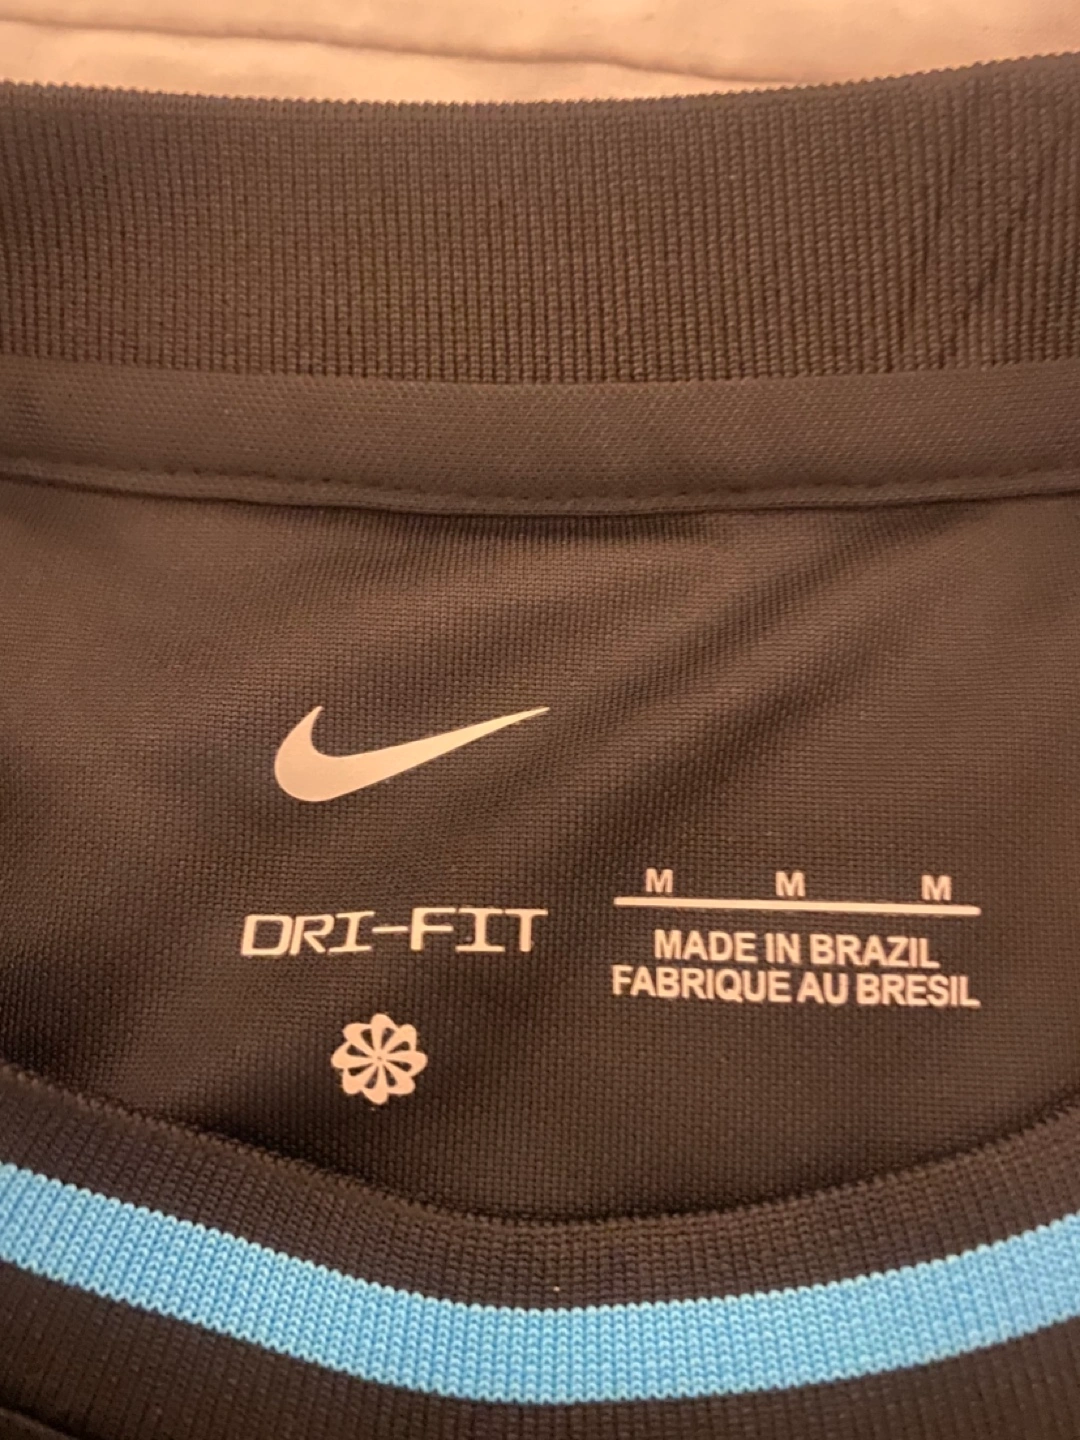 DRI-FIT
M M M
MADE IN BRAZIL
FABRIQUE AU BRESIL